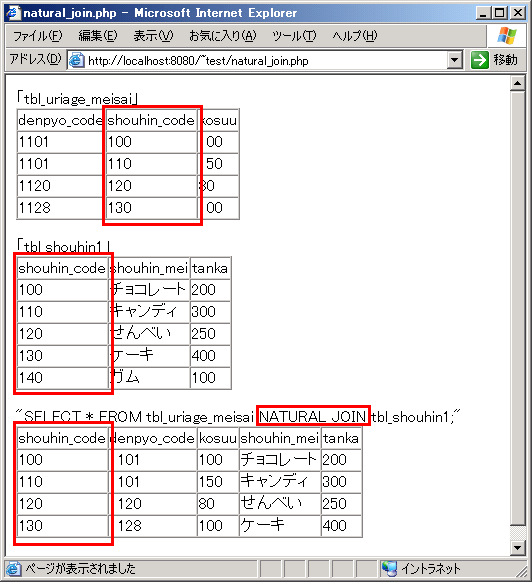 natural_join.php - Microsoft Internet Explorer
ファイル(F) 編集(E) 表示(V) お気に入り(A) ツール(T) ヘルプ(H)
アドレス(D) http://localhost:8080/~test/natural_join.php 移動
「tbl_uriage_meisai」
denpyo_code shouhin_code kosuu
1101 100 00
1101 110 50
1120 120 80
1128 130 00
「tbl_shouhin1」
shouhin_code shouhin_mei tanka
100 チョコレート 200
110 キャンディ 300
120 せんべい 250
130 ケーキ 400
140 ガム 100
"SELECT * FROM tbl_uriage_meisai NATURAL JOIN tbl_shouhin1;"
shouhin_code denpyo_code kosuu shouhin_mei tanka
100 101 100 チョコレート 200
110 101 150 キャンディ 300
120 120 80 せんべい 250
130 128 100 ケーキ 400
ページが表示されました イントラネット